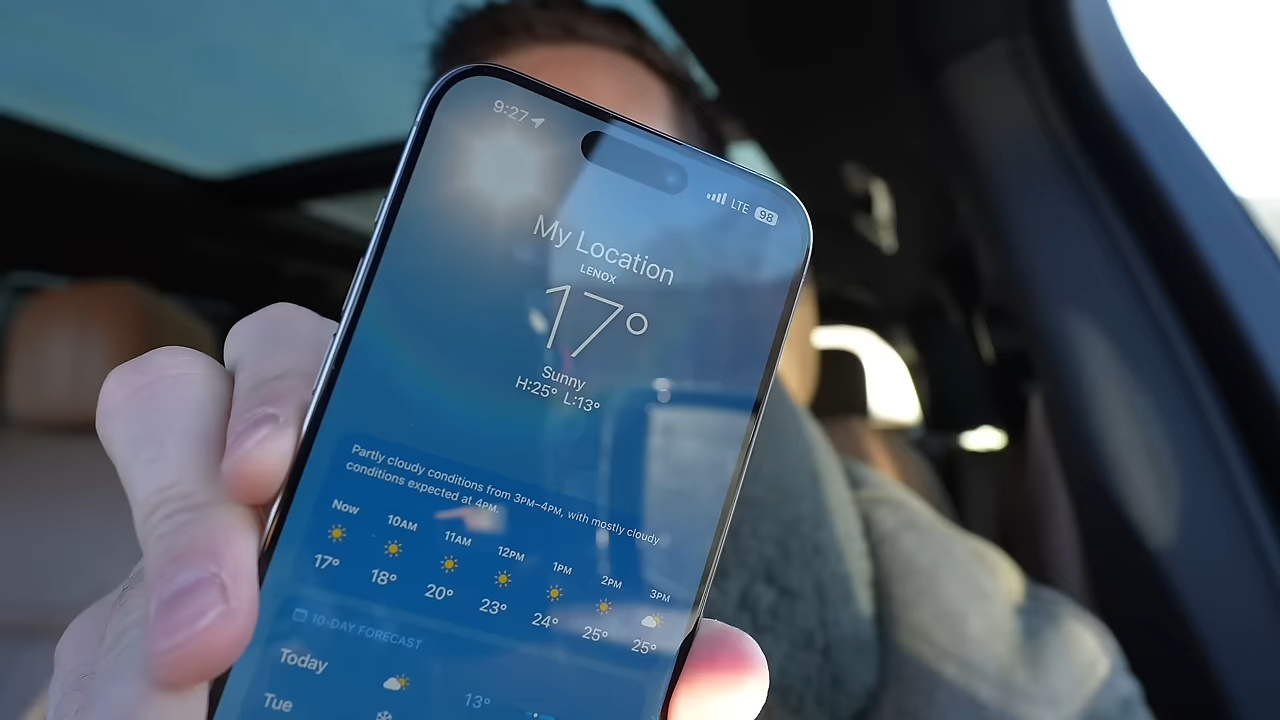 9:27
LTE 98
My Location
LENOX
17°
Sunny
H:25° L:13°
Partly cloudy conditions from 3PM–4PM, with mostly cloudy
conditions expected at 4PM.
Now 10AM 11AM 12PM 1PM 2PM 3PM
17° 18° 20° 23° 24° 25° 25°
10-DAY FORECAST
Today 13°
Tue